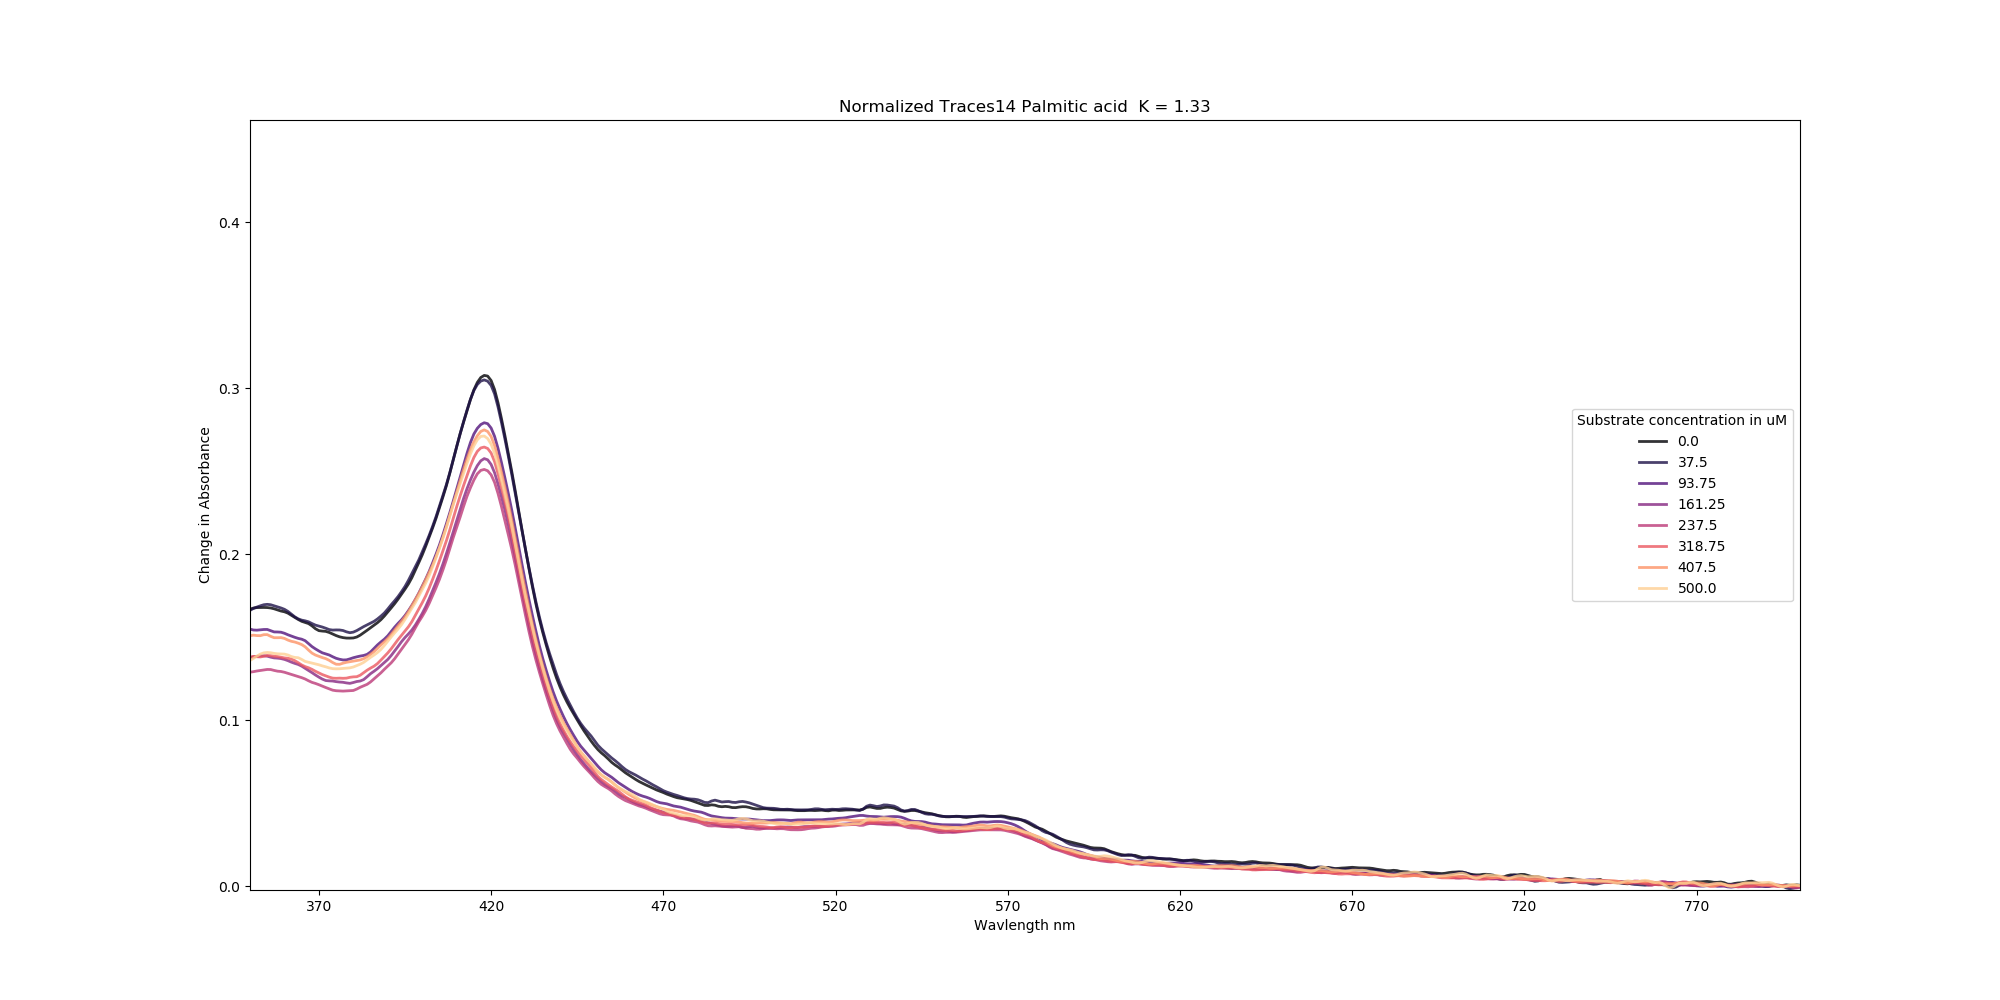 Normalized Traces14 Palmitic acid  K = 1.33
Change in Absorbance
0.4
0.3
0.2
0.1
0.0
Substrate concentration in uM
0.0
37.5
93.75
161.25
237.5
318.75
407.5
500.0
370 420 470 520 570 620 670 720 770
Wavlength nm